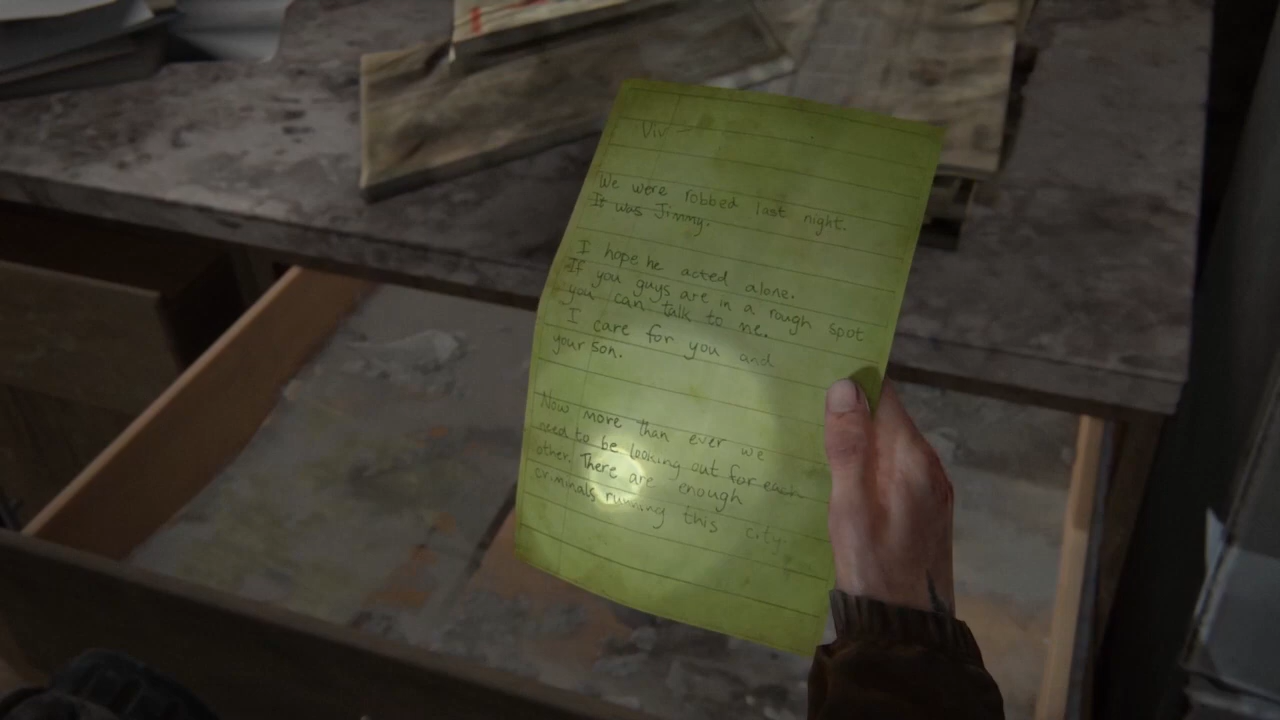 Viv -
We were robbed last night.
It was Jimmy.
I hope he acted alone.
If you guys are in a rough spot
you can talk to me.
I care for you and
your son.
Now more than ever we
need to be looking out for each
other. There are enough
criminals running this city.